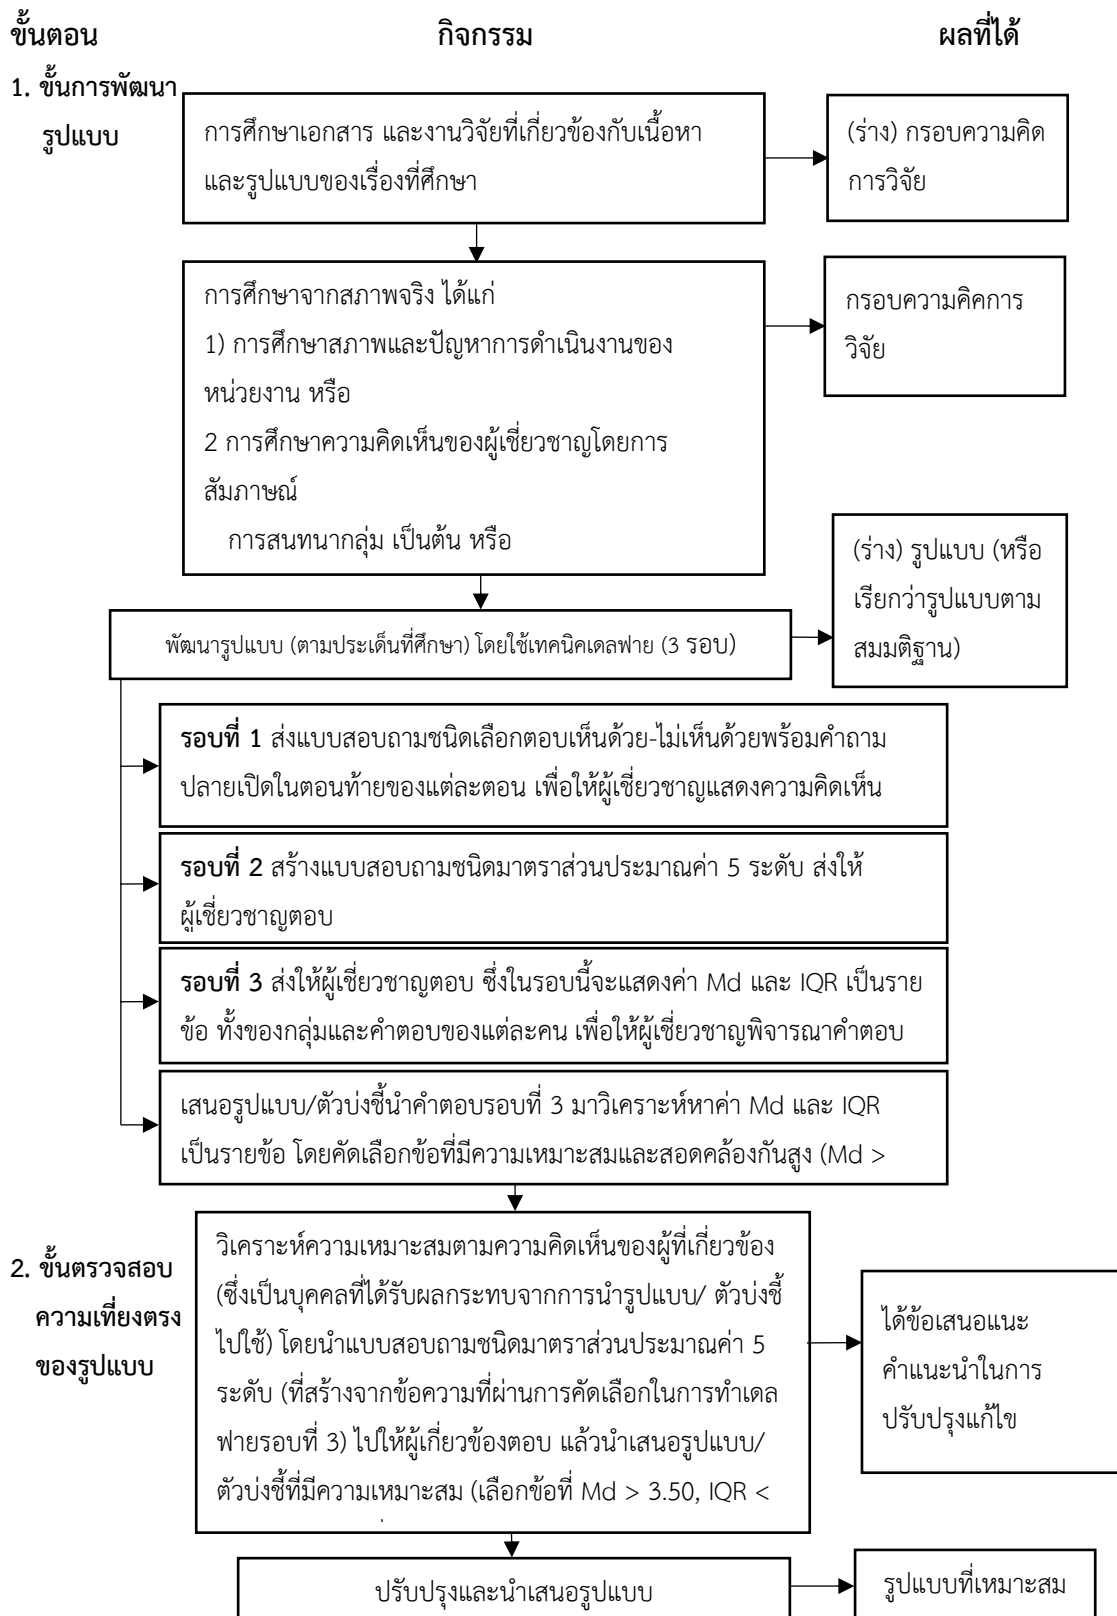 ขั้นตอน กิจกรรม ผลที่ได้
1. ขั้นการพัฒนา
รูปแบบ
การศึกษาเอกสาร และงานวิจัยที่เกี่ยวข้องกับเนื้อหา
และรูปแบบของเรื่องที่ศึกษา
(ร่าง) กรอบความคิด
การวิจัย
การศึกษาจากสภาพจริง ได้แก่
1) การศึกษาสภาพและปัญหาการดำเนินงานของ
หน่วยงาน หรือ
2 การศึกษาความคิดเห็นของผู้เชี่ยวชาญโดยการ
สัมภาษณ์
การสนทนากลุ่ม เป็นต้น หรือ
กรอบความคิคการ
วิจัย
พัฒนารูปแบบ (ตามประเด็นที่ศึกษา) โดยใช้เทคนิคเดลฟาย (3 รอบ)
(ร่าง) รูปแบบ (หรือ
เรียกว่ารูปแบบตาม
สมมติฐาน)
รอบที่ 1 ส่งแบบสอบถามชนิดเลือกตอบเห็นด้วย-ไม่เห็นด้วยพร้อมคำถาม
ปลายเปิดในตอนท้ายของแต่ละตอน เพื่อให้ผู้เชี่ยวชาญแสดงความคิดเห็น
รอบที่ 2 สร้างแบบสอบถามชนิดมาตราส่วนประมาณค่า 5 ระดับ ส่งให้
ผู้เชี่ยวชาญตอบ
รอบที่ 3 ส่งให้ผู้เชี่ยวชาญตอบ ซึ่งในรอบนี้จะแสดงค่า Md และ IQR เป็นราย
ข้อ ทั้งของกลุ่มและคำตอบของแต่ละคน เพื่อให้ผู้เชี่ยวชาญพิจารณาคำตอบ
เสนอรูปแบบ/ตัวบ่งชี้นำคำตอบรอบที่ 3 มาวิเคราะห์หาค่า Md และ IQR
เป็นรายข้อ โดยคัดเลือกข้อที่มีความเหมาะสมและสอดคล้องกันสูง (Md >
2. ขั้นตรวจสอบ
ความเที่ยงตรง
ของรูปแบบ
วิเคราะห์ความเหมาะสมตามความคิดเห็นของผู้ที่เกี่ยวข้อง
(ซึ่งเป็นบุคคลที่ได้รับผลกระทบจากการนำรูปแบบ/ ตัวบ่งชี้
ไปใช้) โดยนำแบบสอบถามชนิดมาตราส่วนประมาณค่า 5
ระดับ (ที่สร้างจากข้อความที่ผ่านการคัดเลือกในการทำเดล
ฟายรอบที่ 3) ไปให้ผู้เกี่ยวข้องตอบ แล้วนำเสนอรูปแบบ/
ตัวบ่งชี้ที่มีความเหมาะสม (เลือกข้อที่ Md > 3.50, IQR <
ได้ข้อเสนอแนะ
คำแนะนำในการ
ปรับปรุงแก้ไข
ปรับปรุงและนำเสนอรูปแบบ
รูปแบบที่เหมาะสม